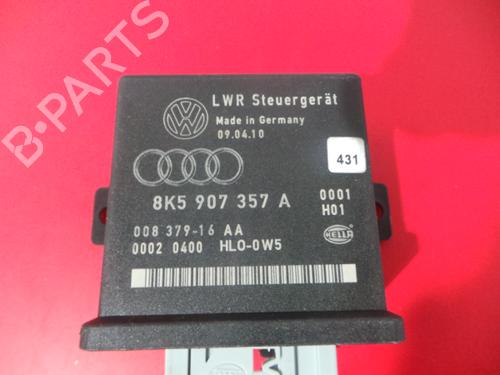 B-PARTS
LWR Steuergerät
Made in Germany
09.04.10
431
8K5 907 357 A
0001
H01
008 379-16 AA
0002 0400 HLO-0W5
HELLA